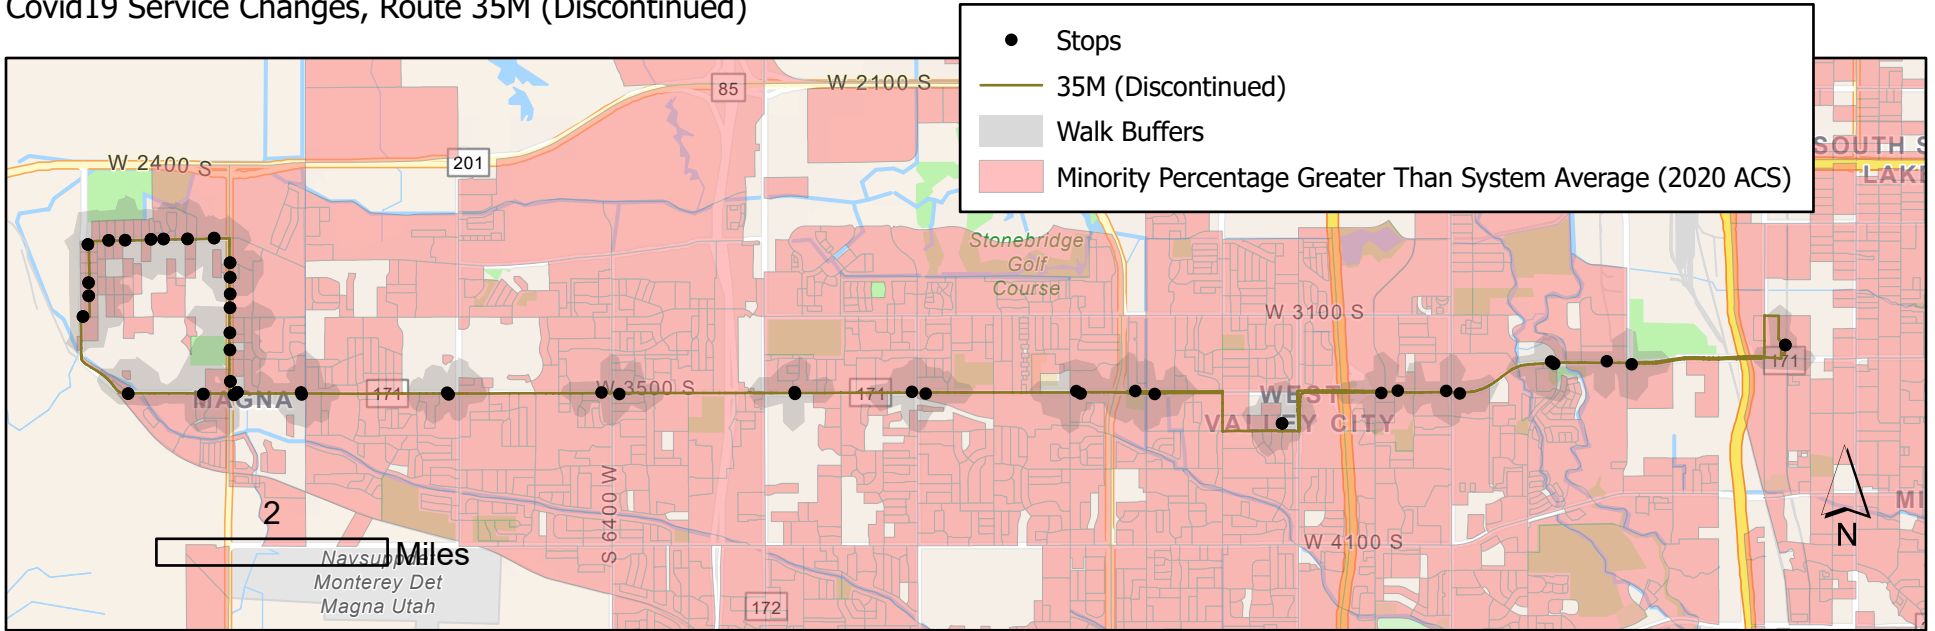 Covid19 Service Changes, Route 35M (Discontinued)
Stops
35M (Discontinued)
Walk Buffers
Minority Percentage Greater Than System Average (2020 ACS)
85
W 2100 S
W 2400 S
201
SOUTH S
LAK
Stonebridge
Golf
Course
W 3100 S
171
W 3500 S
171
171
MAGNA
WEST
VALLEY CITY
S 6400 W
2
Miles
Navsuppdet
Monterey Det
Magna Utah
W 4100 S
MI
N
172